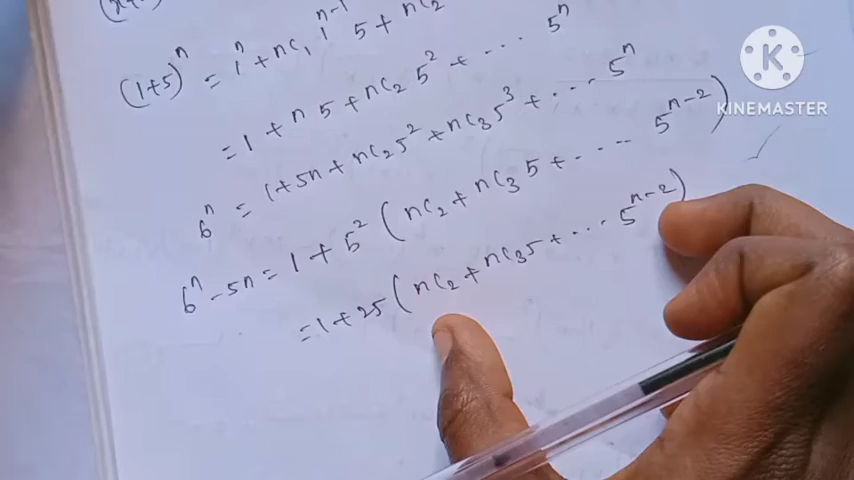 (1+5)^n = 1^n + nC₁ 1^(n-1) 5 + nC₂
5^2 + ... 5^n
= 1 + n 5 + nC₂ 5^2 + ... 5^n
6^n = 1 + 5n + nC₂ 5^2 + nC₃ 5^3 + ... 5^n
6^n - 5n = 1 + 5^2 (nC₂ + nC₃ 5 + .... 5^(n-2))
= 1 + 25 (nC₂ + nC₃ 5 + ... 5^(n-2))
K
KINEMASTER